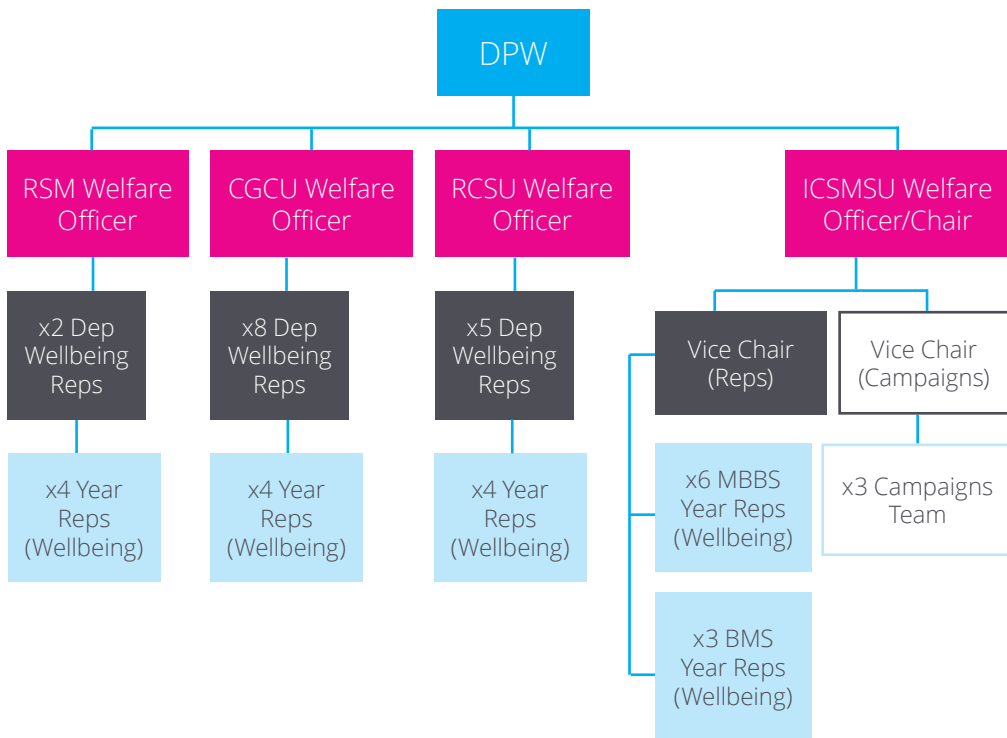 DPW
RSM Welfare
Officer
CGCU Welfare
Officer
RCSU Welfare
Officer
ICSMSU Welfare
Officer/Chair
x2 Dep
Wellbeing
Reps
x8 Dep
Wellbeing
Reps
x5 Dep
Wellbeing
Reps
Vice Chair
(Reps)
Vice Chair
(Campaigns)
x4 Year
Reps
(Wellbeing)
x4 Year
Reps
(Wellbeing)
x4 Year
Reps
(Wellbeing)
x6 MBBS
Year Reps
(Wellbeing)
x3 Campaigns
Team
x3 BMS
Year Reps
(Wellbeing)